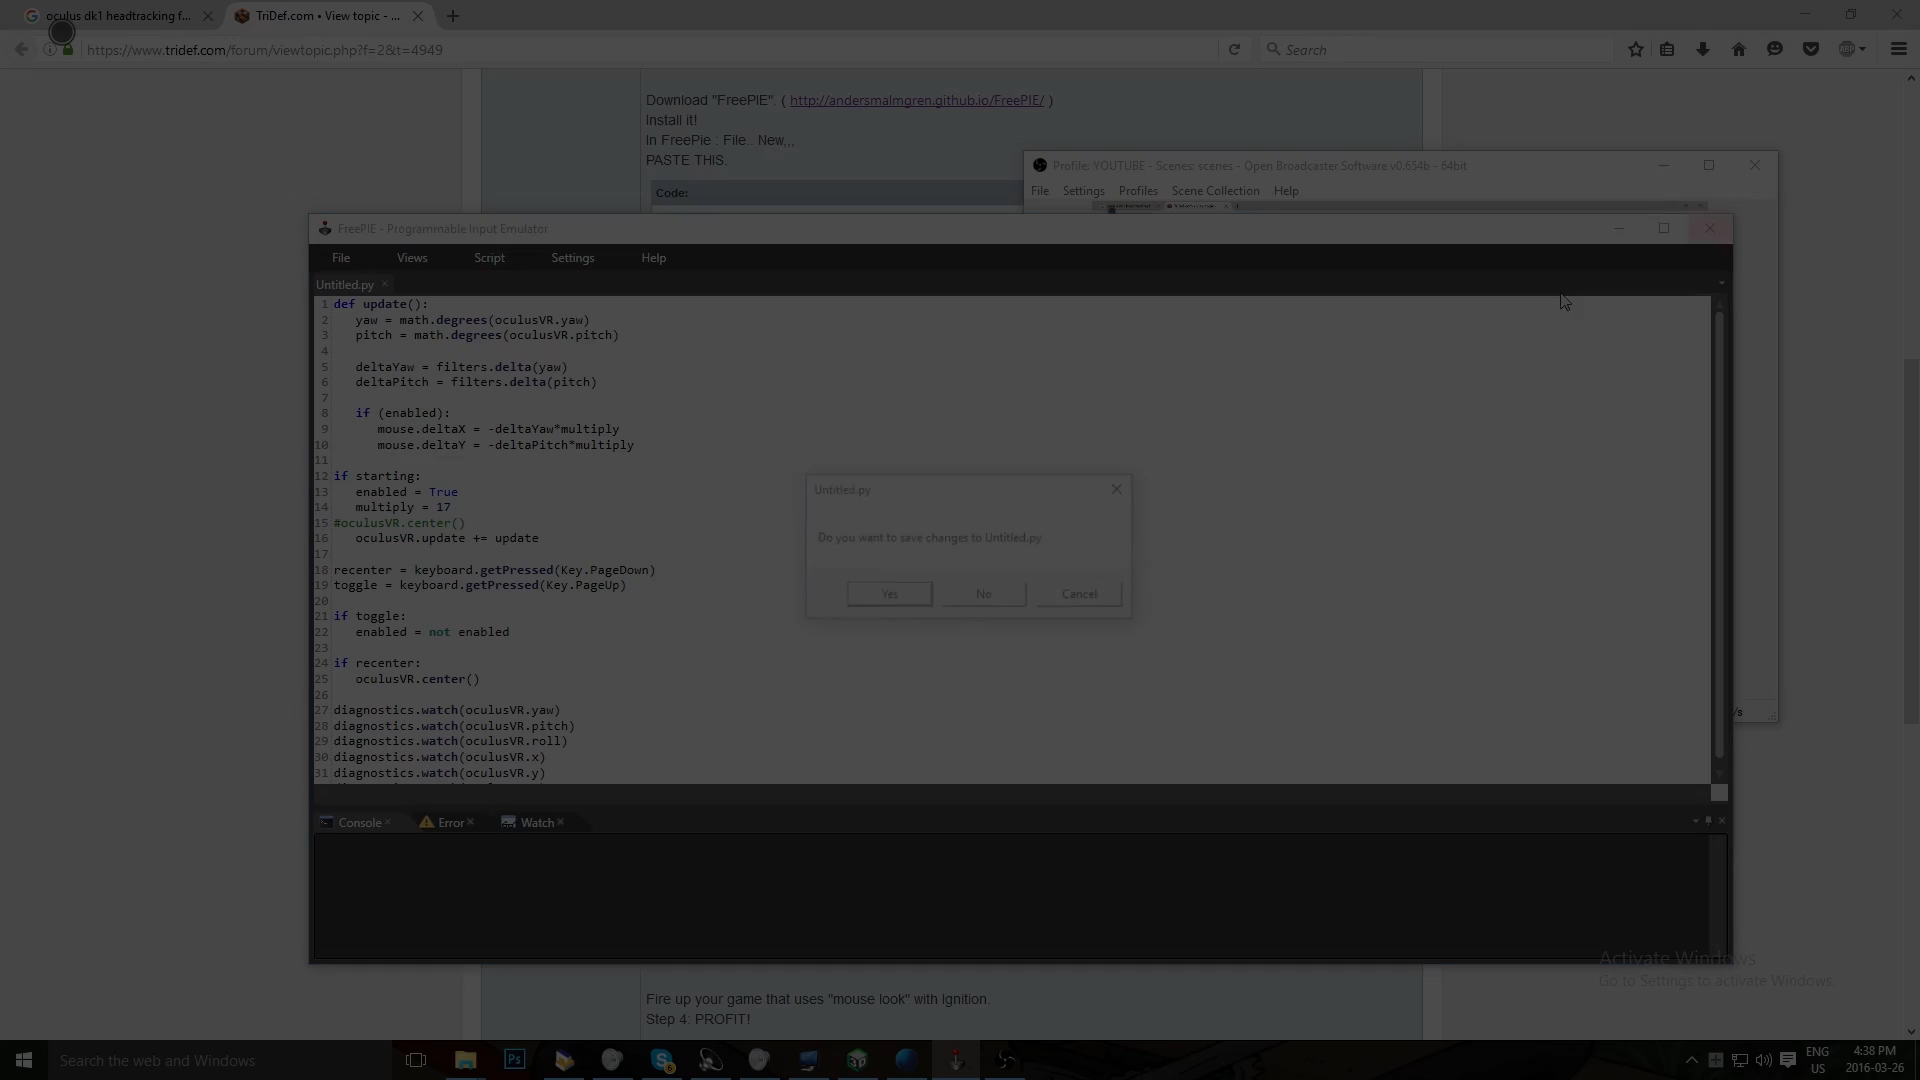 oculus dk1 headtracking f...
TriDef.com • View topic - ...
https://www.tridef.com/forum/viewtopic.php?f=2&t=4949
Search
Download "FreePIE". ( http://andersmalmgren.github.io/FreePIE/ )
Install it!
In FreePie : File.. New,,,
PASTE THIS.
Code:
Profile: YOUTUBE - Scenes: scenes - Open Broadcaster Software v0.654b - 64bit
File Settings Profiles Scene Collection Help
FreePIE - Programmable Input Emulator
File Views Script Settings Help
Untitled.py
1 def update():
2 yaw = math.degrees(oculusVR.yaw)
3 pitch = math.degrees(oculusVR.pitch)
4
5 deltaYaw = filters.delta(yaw)
6 deltaPitch = filters.delta(pitch)
7
8 if (enabled):
9 mouse.deltaX = -deltaYaw*multiply
10 mouse.deltaY = -deltaPitch*multiply
11
12 if starting:
13 enabled = True
14 multiply = 17
15 #oculusVR.center()
16 oculusVR.update += update
17
18 recenter = keyboard.getPressed(Key.PageDown)
19 toggle = keyboard.getPressed(Key.PageUp)
20
21 if toggle:
22 enabled = not enabled
23
24 if recenter:
25 oculusVR.center()
26
27 diagnostics.watch(oculusVR.yaw)
28 diagnostics.watch(oculusVR.pitch)
29 diagnostics.watch(oculusVR.roll)
30 diagnostics.watch(oculusVR.x)
31 diagnostics.watch(oculusVR.y)
Untitled.py
Do you want to save changes to Untitled.py
Yes No Cancel
/s
Console Error Watch
Activate Windows
Go to Settings to activate Windows.
Fire up your game that uses "mouse look" with Ignition.
Step 4: PROFIT!
Search the web and Windows
Ps
6
ENG
US
4:38 PM
2016-03-26